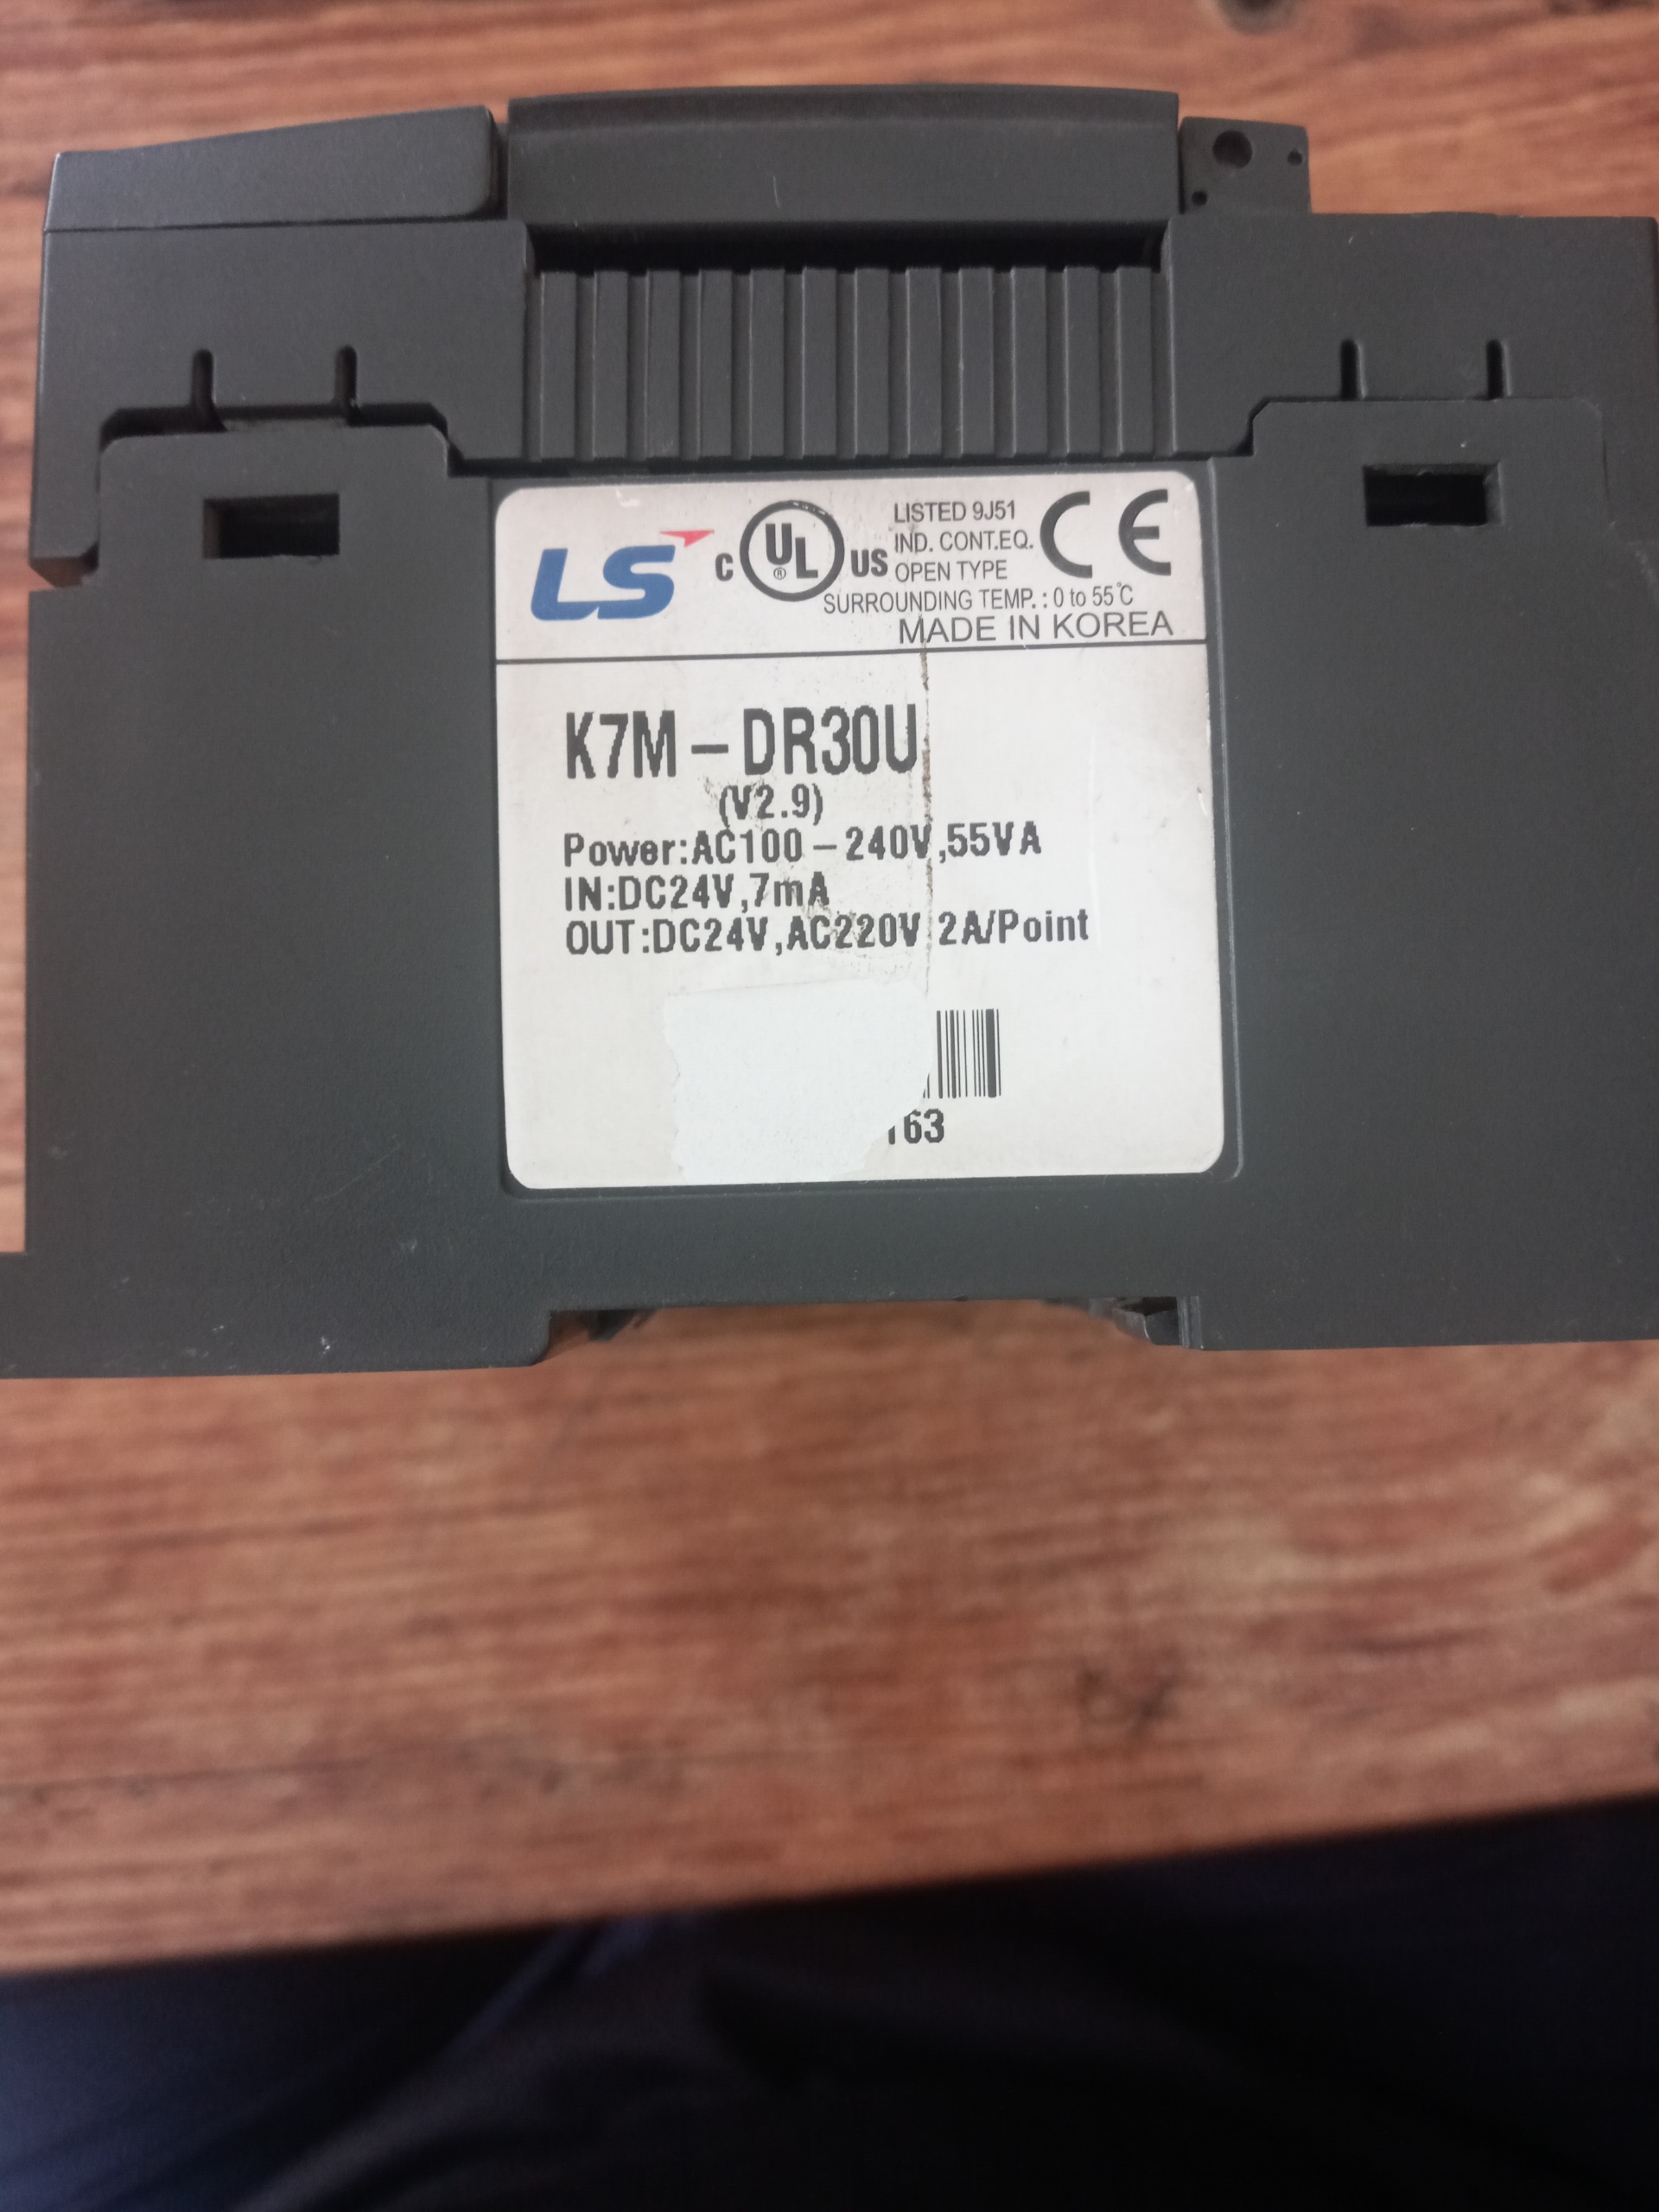 LS
C UL US
®
LISTED 9J51
IND. CONT.EQ.
OPEN TYPE
CE
SURROUNDING TEMP. : 0 to 55℃
MADE IN KOREA
K7M-DR30U
(V2.9)
Power:AC100-240V,55VA
IN:DC24V,7mA
OUT:DC24V,AC220V 2A/Point
163